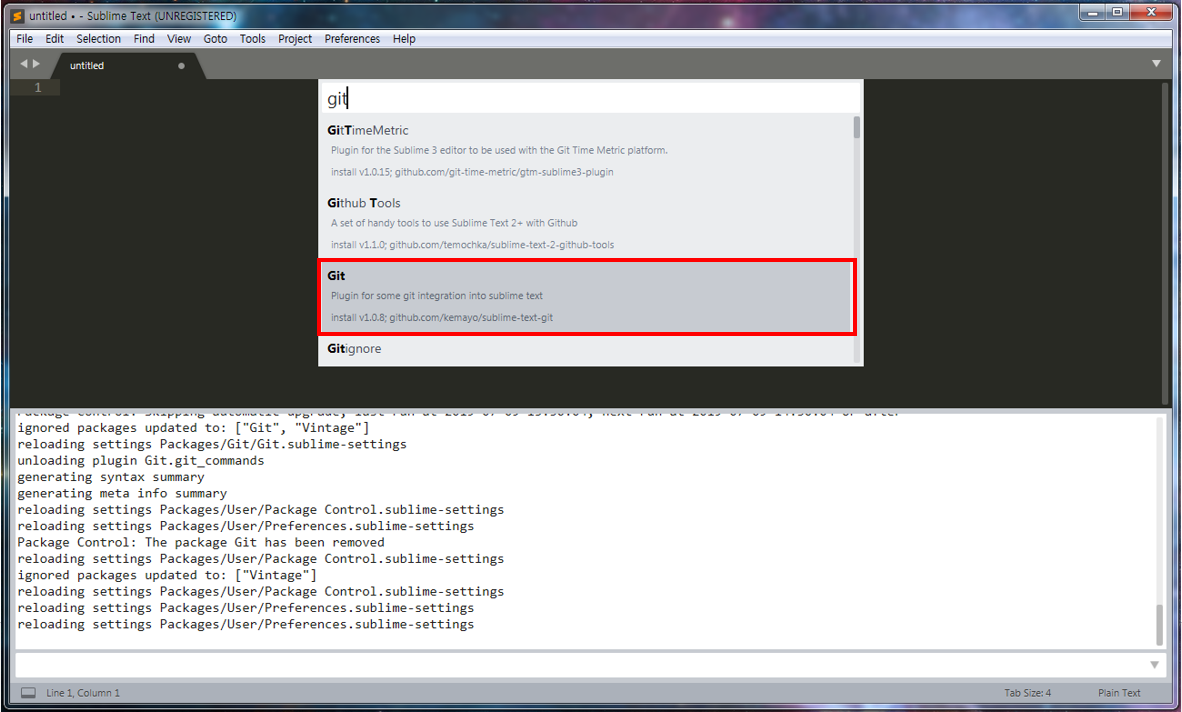 untitled • - Sublime Text (UNREGISTERED)
File Edit Selection Find View Goto Tools Project Preferences Help
untitled
1
git
GitTimeMetric
Plugin for the Sublime 3 editor to be used with the Git Time Metric platform.
install v1.0.15; github.com/git-time-metric/gtm-sublime3-plugin
Github Tools
A set of handy tools to use Sublime Text 2+ with Github
install v1.1.0; github.com/temochka/sublime-text-2-github-tools
Git
Plugin for some git integration into sublime text
install v1.0.8; github.com/kemayo/sublime-text-git
Gitignore
Package Control: Skipping automatic upgrade, last run at
ignored packages updated to: ["Git", "Vintage"]
reloading settings Packages/Git/Git.sublime-settings
unloading plugin Git.git_commands
generating syntax summary
generating meta info summary
reloading settings Packages/User/Package Control.sublime-settings
reloading settings Packages/User/Preferences.sublime-settings
Package Control: The package Git has been removed
reloading settings Packages/User/Package Control.sublime-settings
ignored packages updated to: ["Vintage"]
reloading settings Packages/User/Package Control.sublime-settings
reloading settings Packages/User/Preferences.sublime-settings
reloading settings Packages/User/Preferences.sublime-settings
Line 1, Column 1
Tab Size: 4
Plain Text